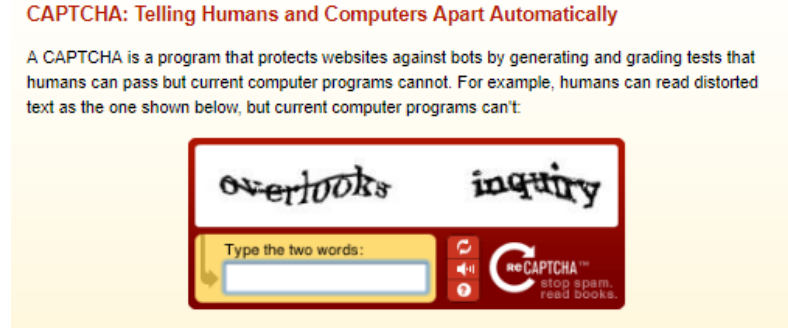 CAPTCHA: Telling Humans and Computers Apart Automatically
A CAPTCHA is a program that protects websites against bots by generating and grading tests that
humans can pass but current computer programs cannot. For example, humans can read distorted
text as the one shown below, but current computer programs can't:
overlooks inquiry
Type the two words:
ReCAPTCHA™
stop spam.
read books.